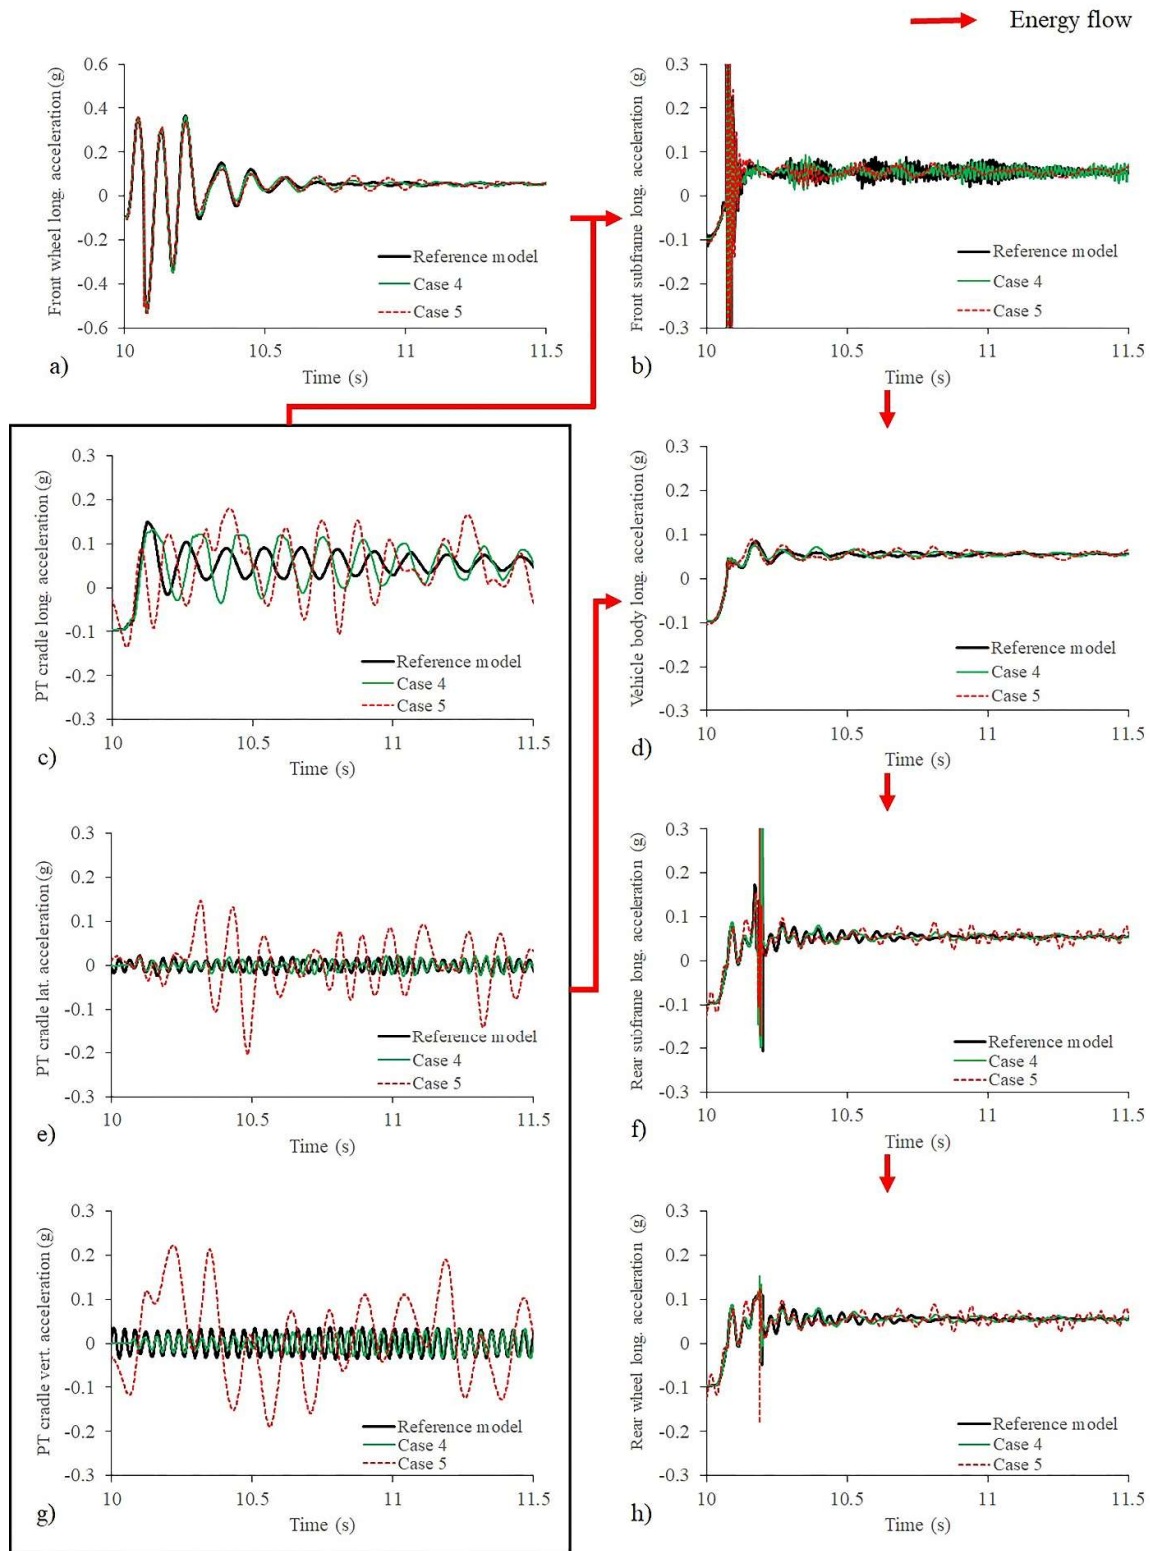 Energy flow
Front wheel long. acceleration (g)
0.6
0.4
0.2
0
-0.2
-0.4
-0.6
10
10.5
11
11.5
Time (s)
Reference model
Case 4
Case 5
a)
Front subframe long. acceleration (g)
0.3
0.2
0.1
0
-0.1
-0.2
-0.3
10
10.5
11
11.5
Time (s)
Reference model
Case 4
Case 5
b)
PT cradle long. acceleration (g)
0.3
0.2
0.1
0
-0.1
-0.2
-0.3
10
10.5
11
11.5
Time (s)
Reference model
Case 4
Case 5
c)
Vehicle body long. acceleration (g)
0.3
0.2
0.1
0
-0.1
-0.2
-0.3
10
10.5
11
11.5
Time (s)
Reference model
Case 4
Case 5
d)
PT cradle lat. acceleration (g)
0.3
0.2
0.1
0
-0.1
-0.2
-0.3
10
10.5
11
11.5
Time (s)
Reference model
Case 4
Case 5
e)
Rear subframe long. acceleration (g)
0.3
0.2
0.1
0
-0.1
-0.2
-0.3
10
10.5
11
11.5
Time (s)
Reference model
Case 4
Case 5
f)
PT cradle vert. acceleration (g)
0.3
0.2
0.1
0
-0.1
-0.2
-0.3
10
10.5
11
11.5
Time (s)
Reference model
Case 4
Case 5
g)
Rear wheel long. acceleration (g)
0.3
0.2
0.1
0
-0.1
-0.2
-0.3
10
10.5
11
11.5
Time (s)
Reference model
Case 4
Case 5
h)